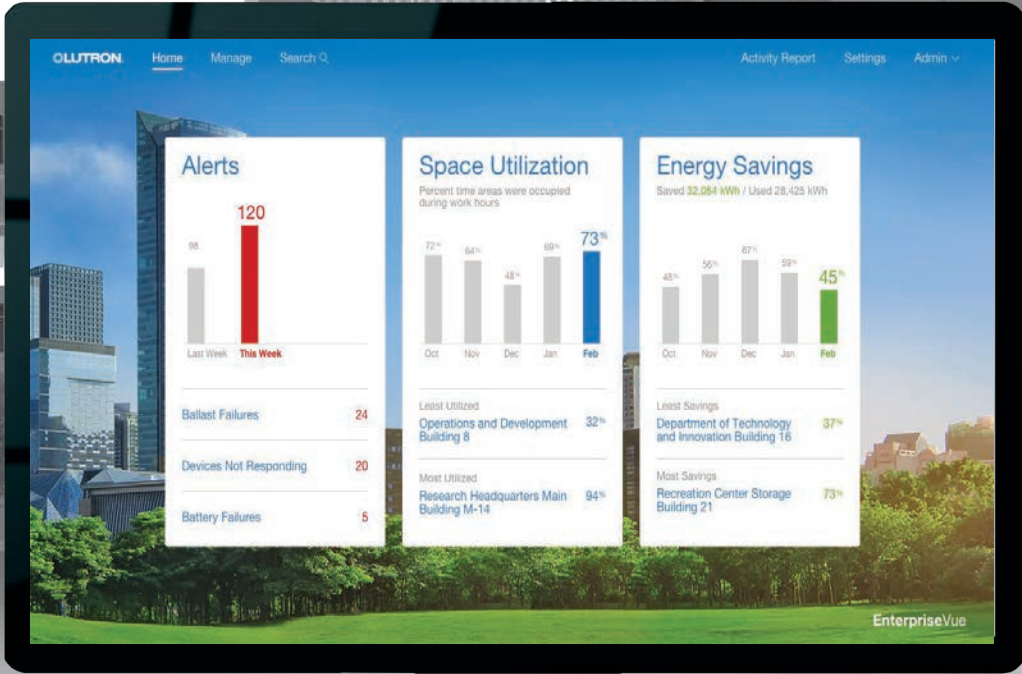 LUTRON
Home
Manage
Search
Activity Report
Settings
Admin
Alerts
120
98
Last Week
This Week
Ballast Failures
24
Devices Not Responding
20
Battery Failures
5
Space Utilization
Percent time areas were occupied
during work hours
72%
64%
48%
69%
73%
Oct
Nov
Dec
Jan
Feb
Least Utilized
Operations and Development
Building 8
32%
Most Utilized
Research Headquarters Main
Building M-14
94%
Energy Savings
Saved 32,054 kWh / Used 28,425 kWh
48%
56%
67%
59%
45%
Oct
Nov
Dec
Jan
Feb
Least Savings
Department of Technology
and Innovation Building 16
37%
Most Savings
Recreation Center Storage
Building 21
73%
EnterpriseVue